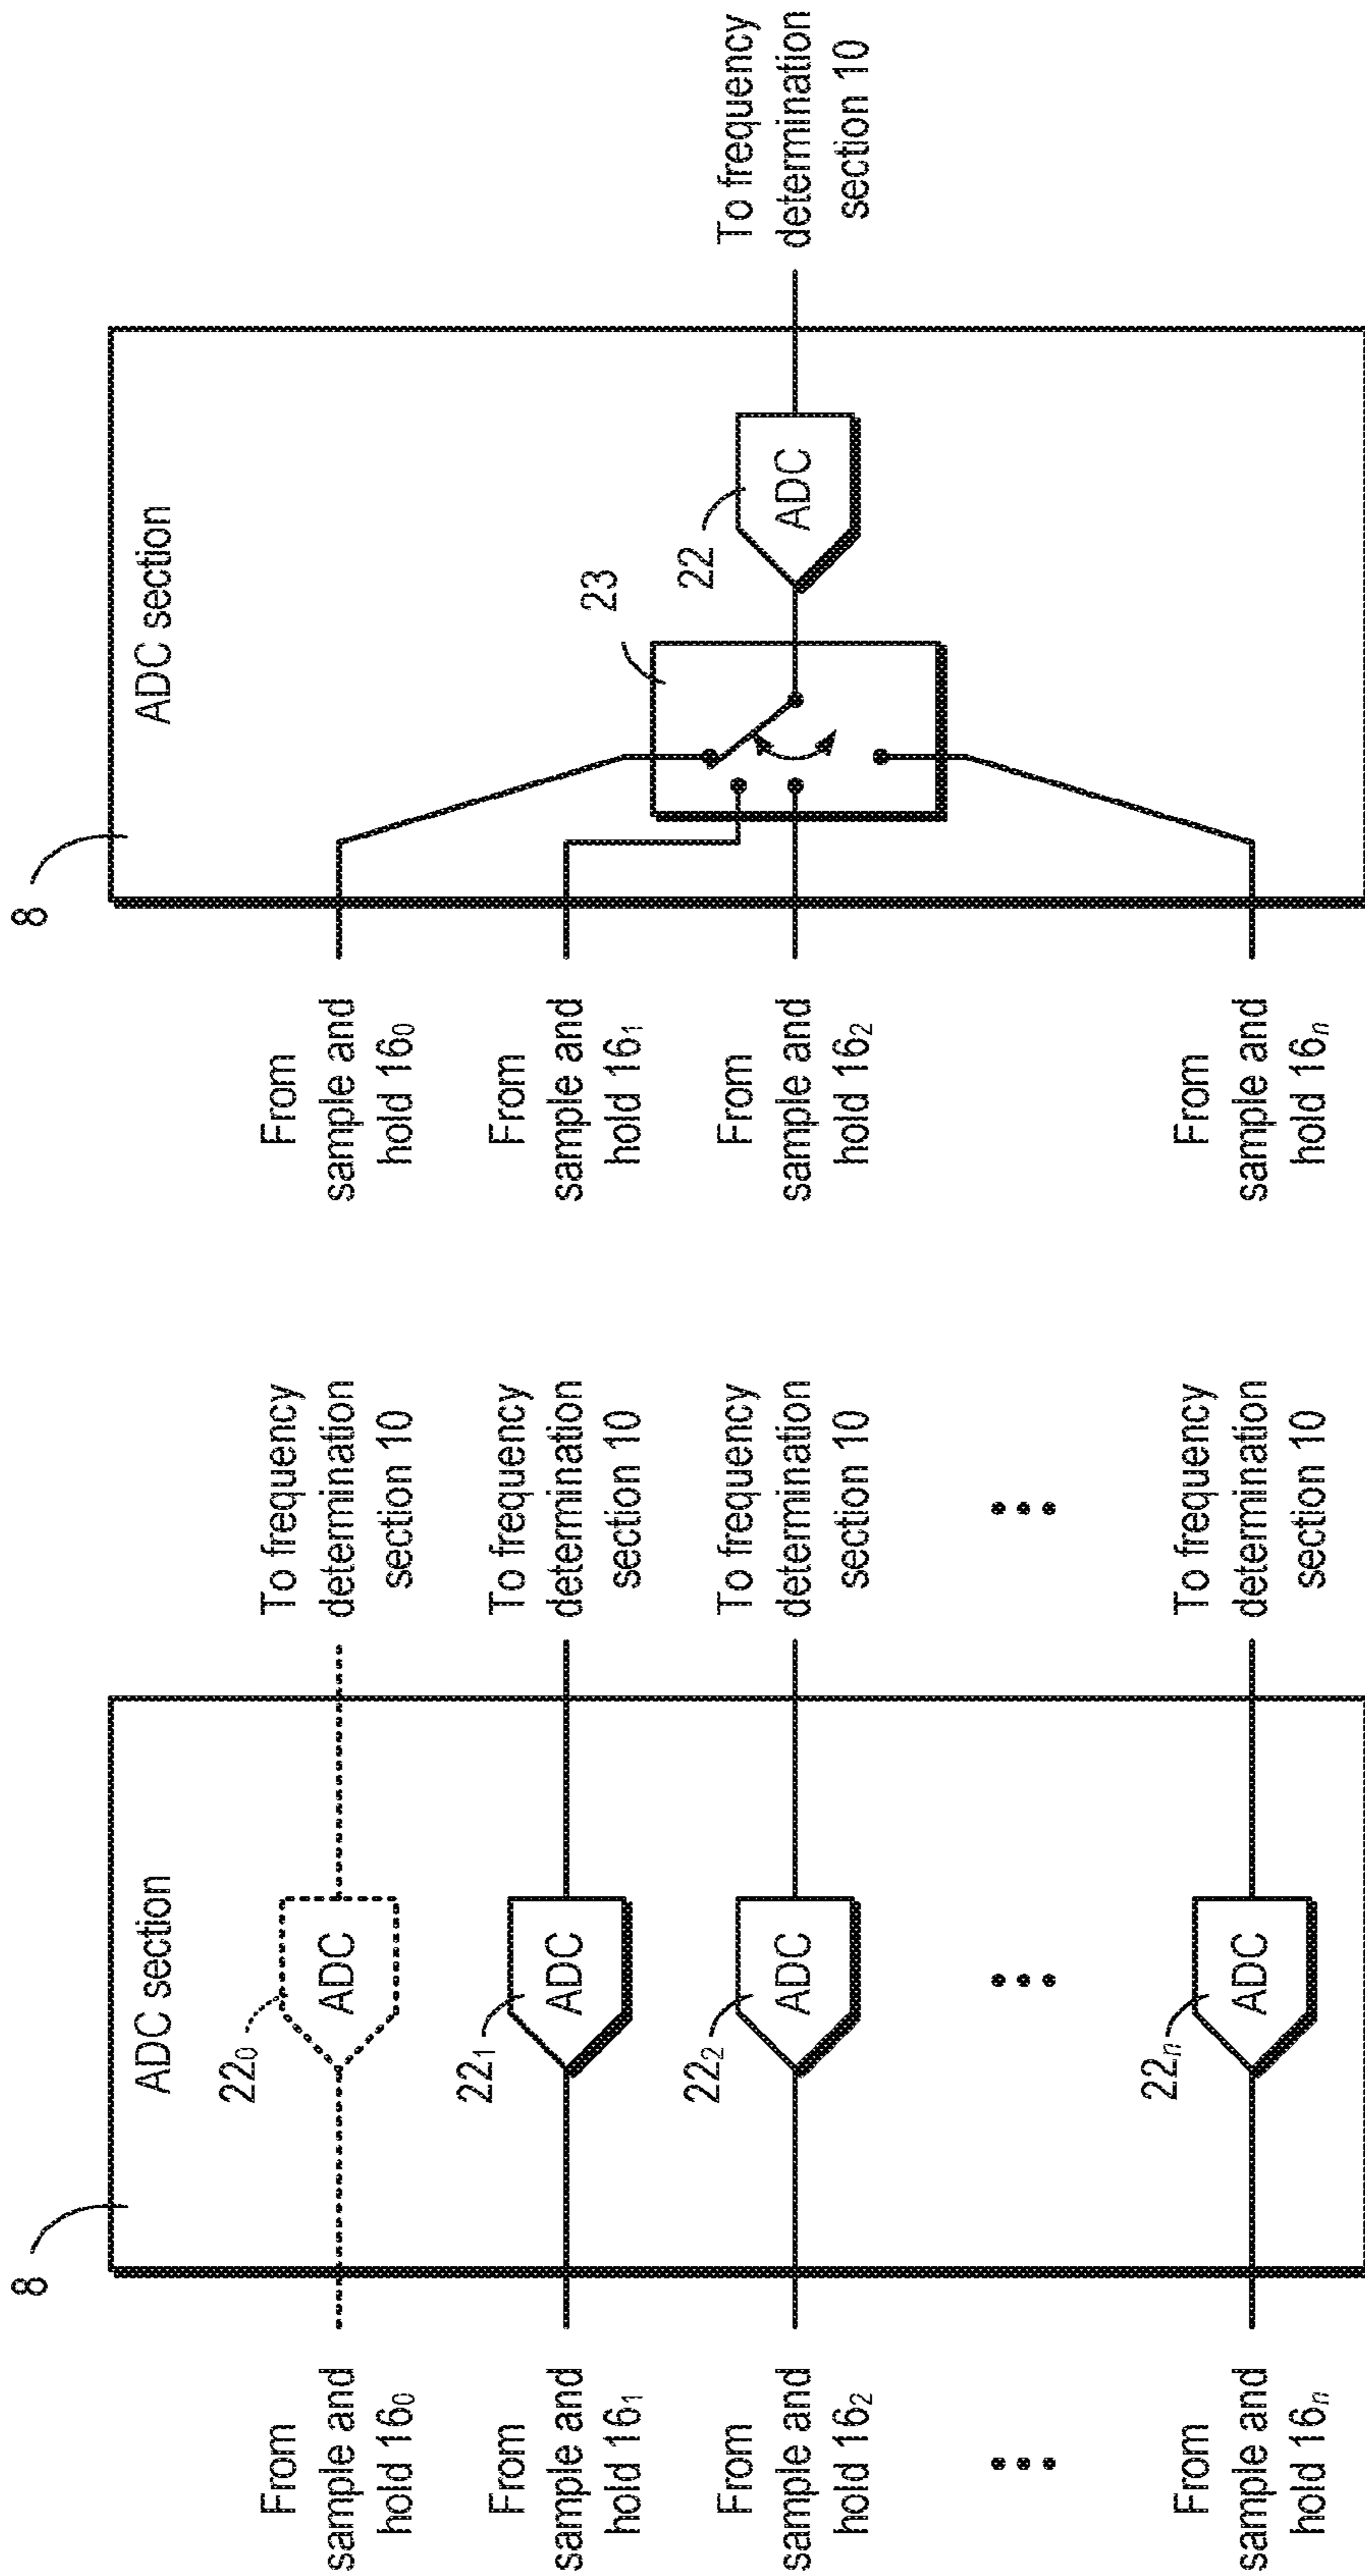 8
ADC section
From
sample and
hold 16₀
22₀
ADC
To frequency
determination
section 10
From
sample and
hold 16₁
22₁
ADC
To frequency
determination
section 10
From
sample and
hold 16₂
22₂
ADC
To frequency
determination
section 10
From
sample and
hold 16ₙ
22ₙ
ADC
To frequency
determination
section 10
8
ADC section
From
sample and
hold 16₀
From
sample and
hold 16₁
From
sample and
hold 16₂
From
sample and
hold 16ₙ
23
22
ADC
To frequency
determination
section 10